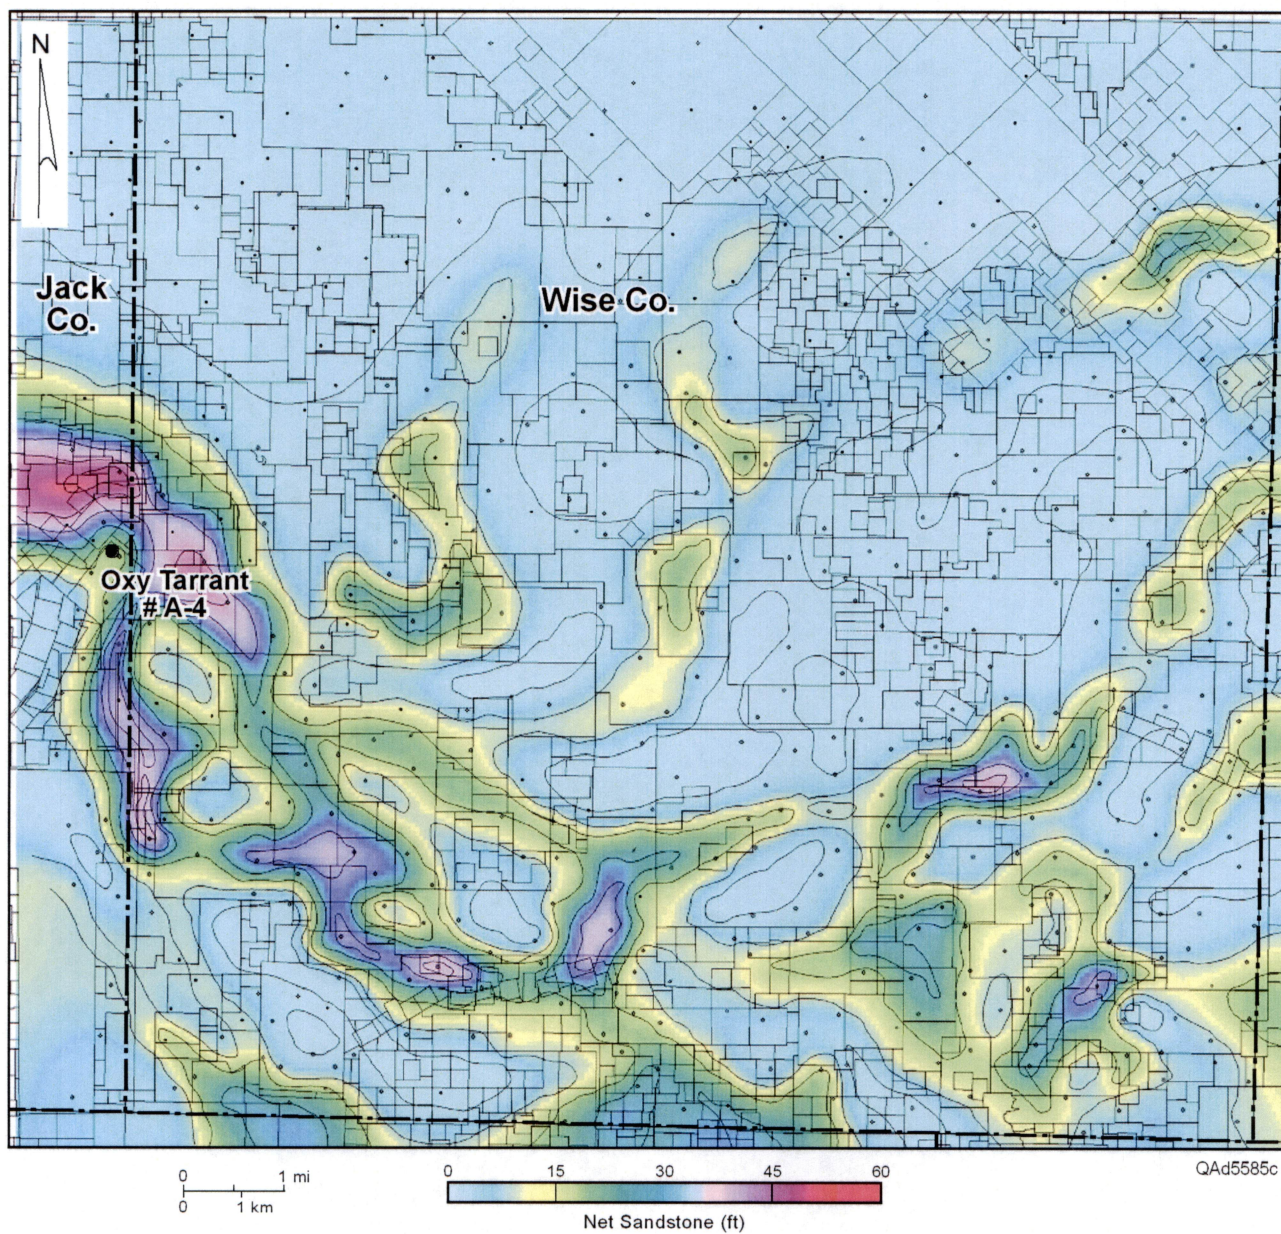 N
Jack
Co.
Wise Co.
Oxy Tarrant
# A-4
0 1 mi
0 1 km
0 15 30 45 60
Net Sandstone (ft)
QAd5585c